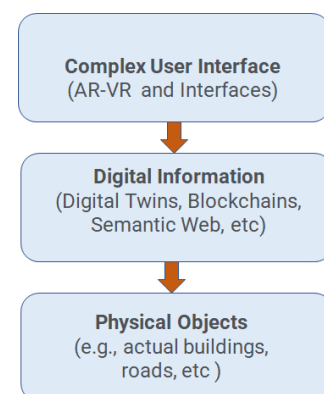 Complex User Interface
(AR-VR and Interfaces)
Digital Information
(Digital Twins, Blockchains,
Semantic Web, etc)
Physical Objects
(e.g., actual buildings,
roads, etc )